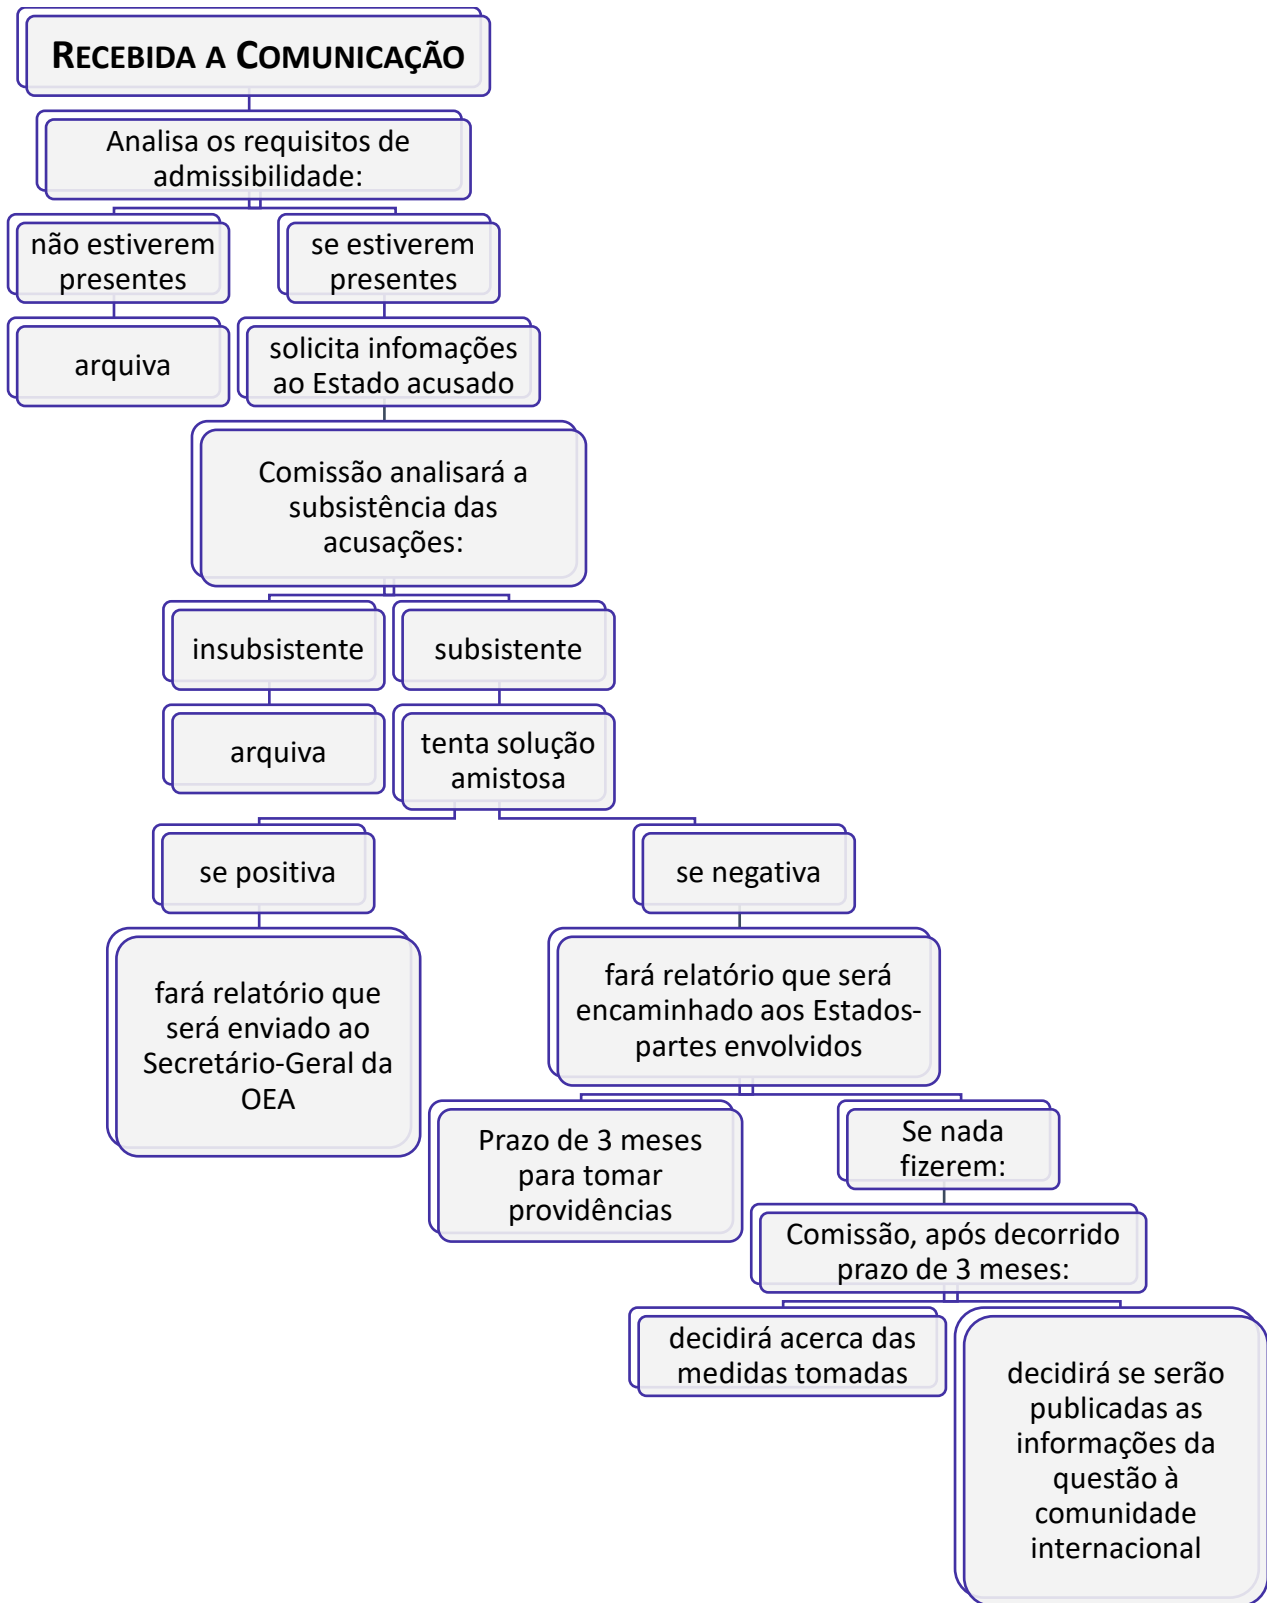 RECEBIDA A COMUNICAÇÃO
Analisa os requisitos de
admissibilidade:
não estiverem
presentes
se estiverem
presentes
arquiva
solicita infomações
ao Estado acusado
Comissão analisará a
subsistência das
acusações:
insubsistente
subsistente
arquiva
tenta solução
amistosa
se positiva
se negativa
fará relatório que
será enviado ao
Secretário-Geral da
OEA
fará relatório que será
encaminhado aos Estados-
partes envolvidos
Prazo de 3 meses
para tomar
providências
Se nada
fizerem:
Comissão, após decorrido
prazo de 3 meses:
decidirá acerca das
medidas tomadas
decidirá se serão
publicadas as
informações da
questão à
comunidade
internacional